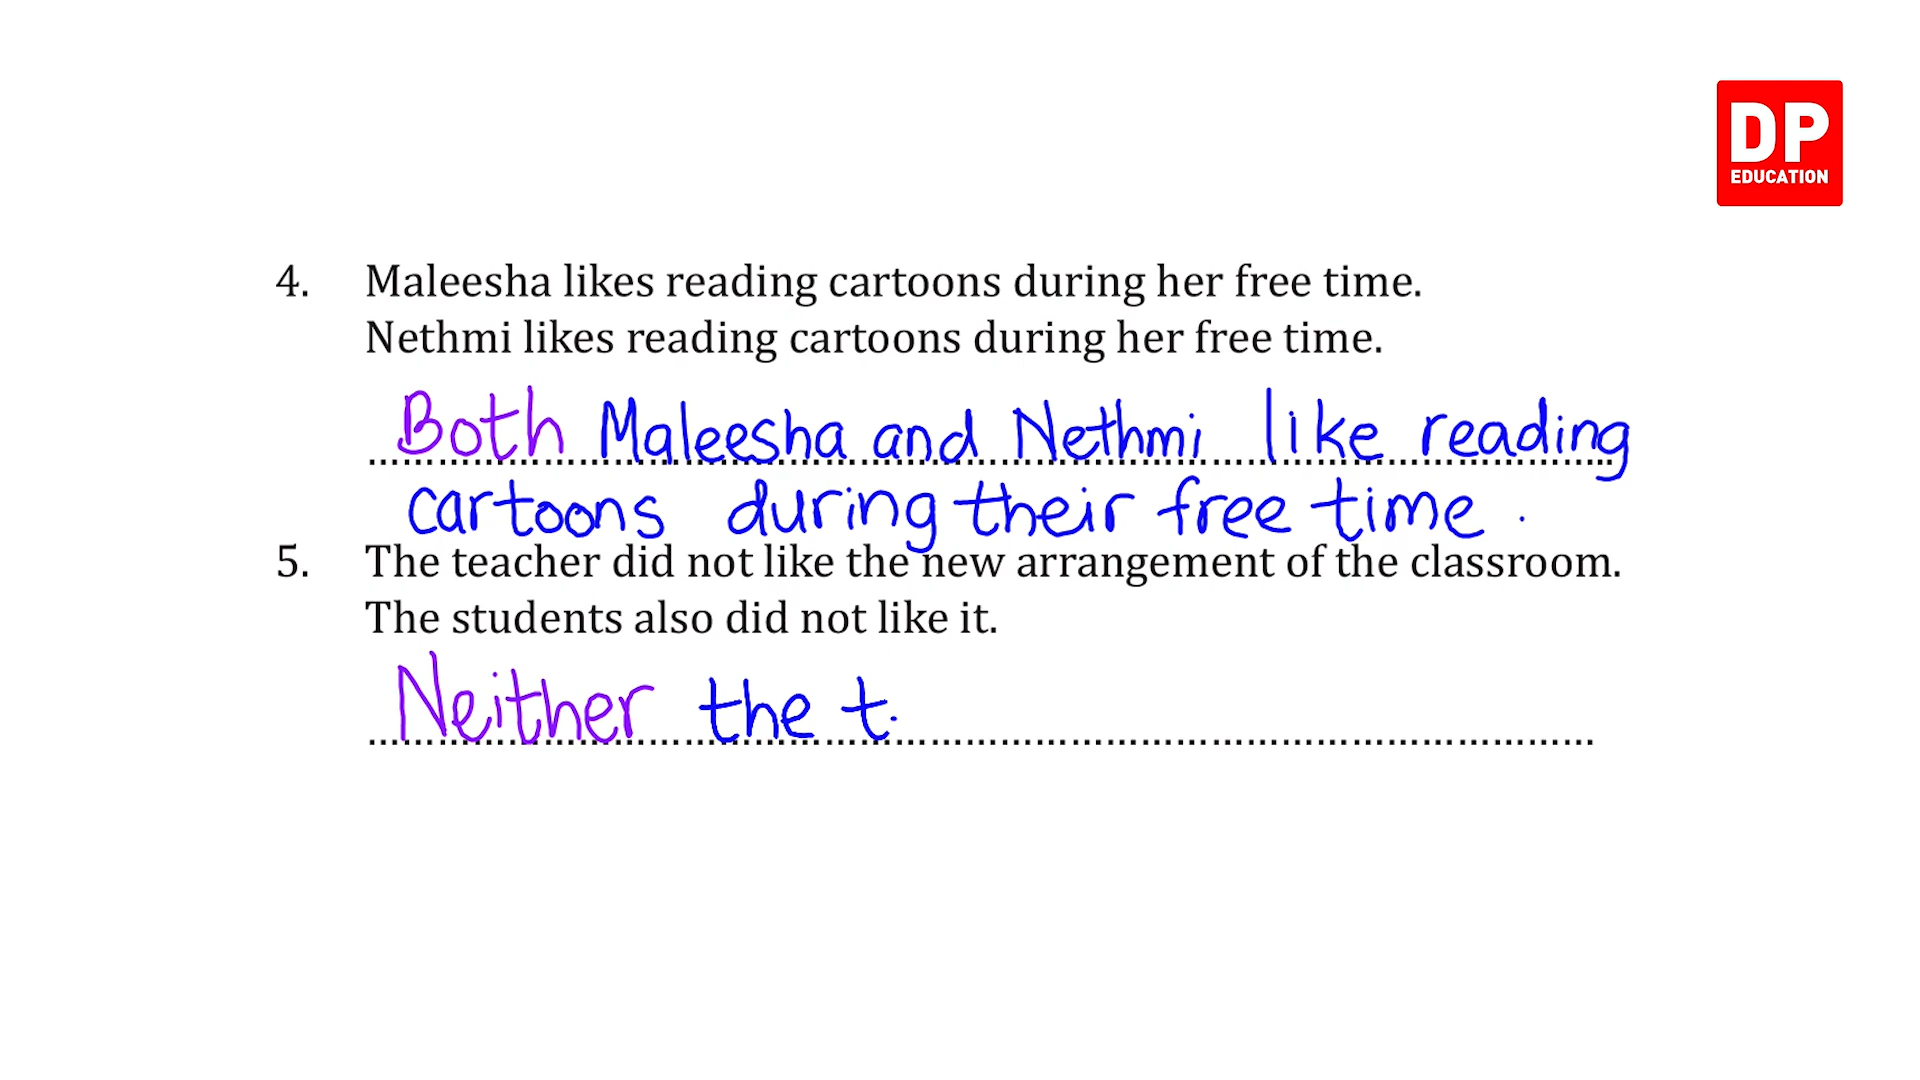 DP
EDUCATION
4. Maleesha likes reading cartoons during her free time.
Nethmi likes reading cartoons during her free time.
Both Maleesha and Nethmi like reading
cartoons during their free time.
5. The teacher did not like the new arrangement of the classroom.
The students also did not like it.
Neither the t